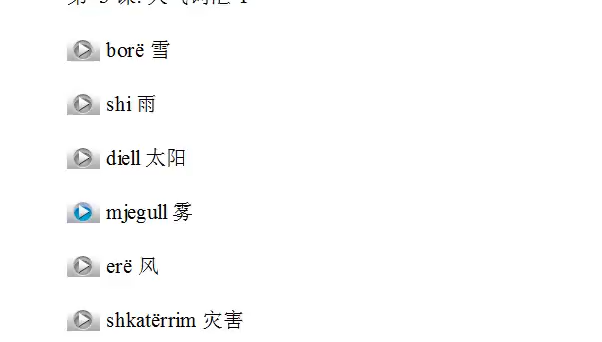 borë 雪
shi 雨
diell 太阳
mjegull 雾
erë 风
shkatërrim 灾害